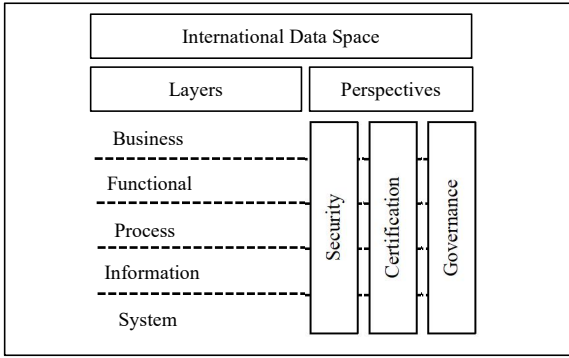 International Data Space
Layers
Perspectives
Business
Functional
Process
Information
System
Security
Certification
Governance